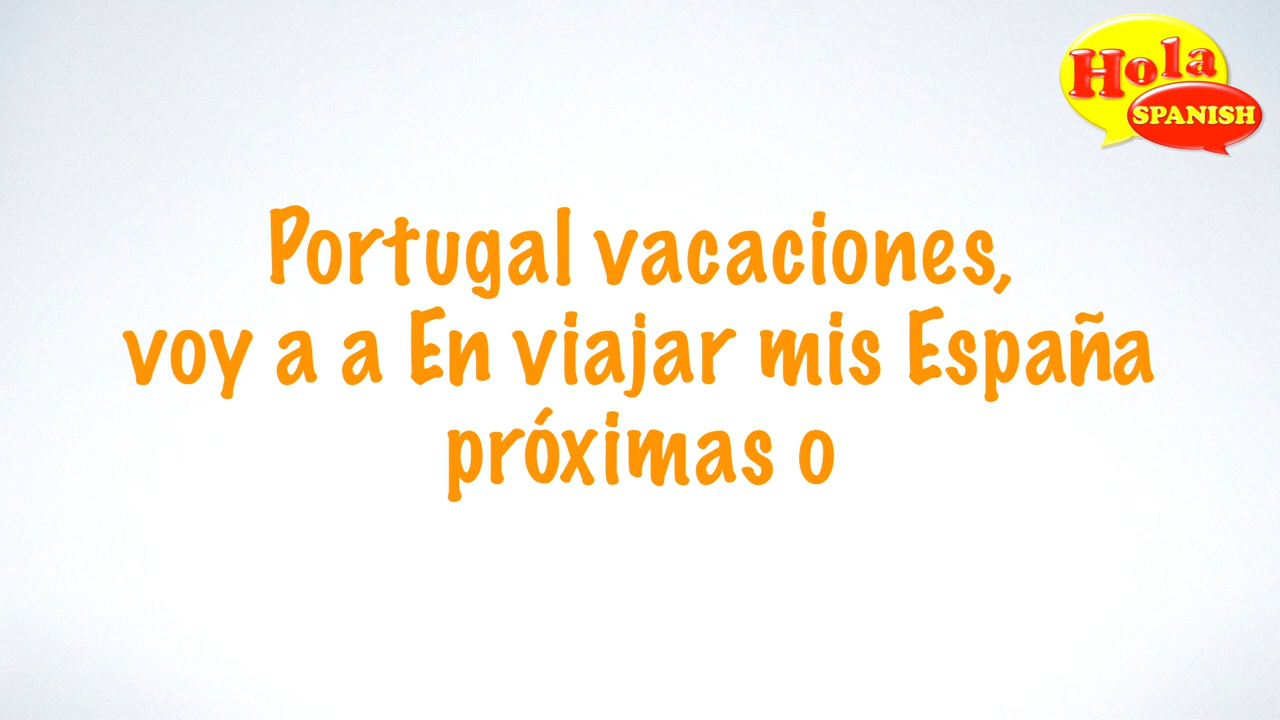 Hola
SPANISH
Portugal vacaciones,
voy a a En viajar mis España
próximas o